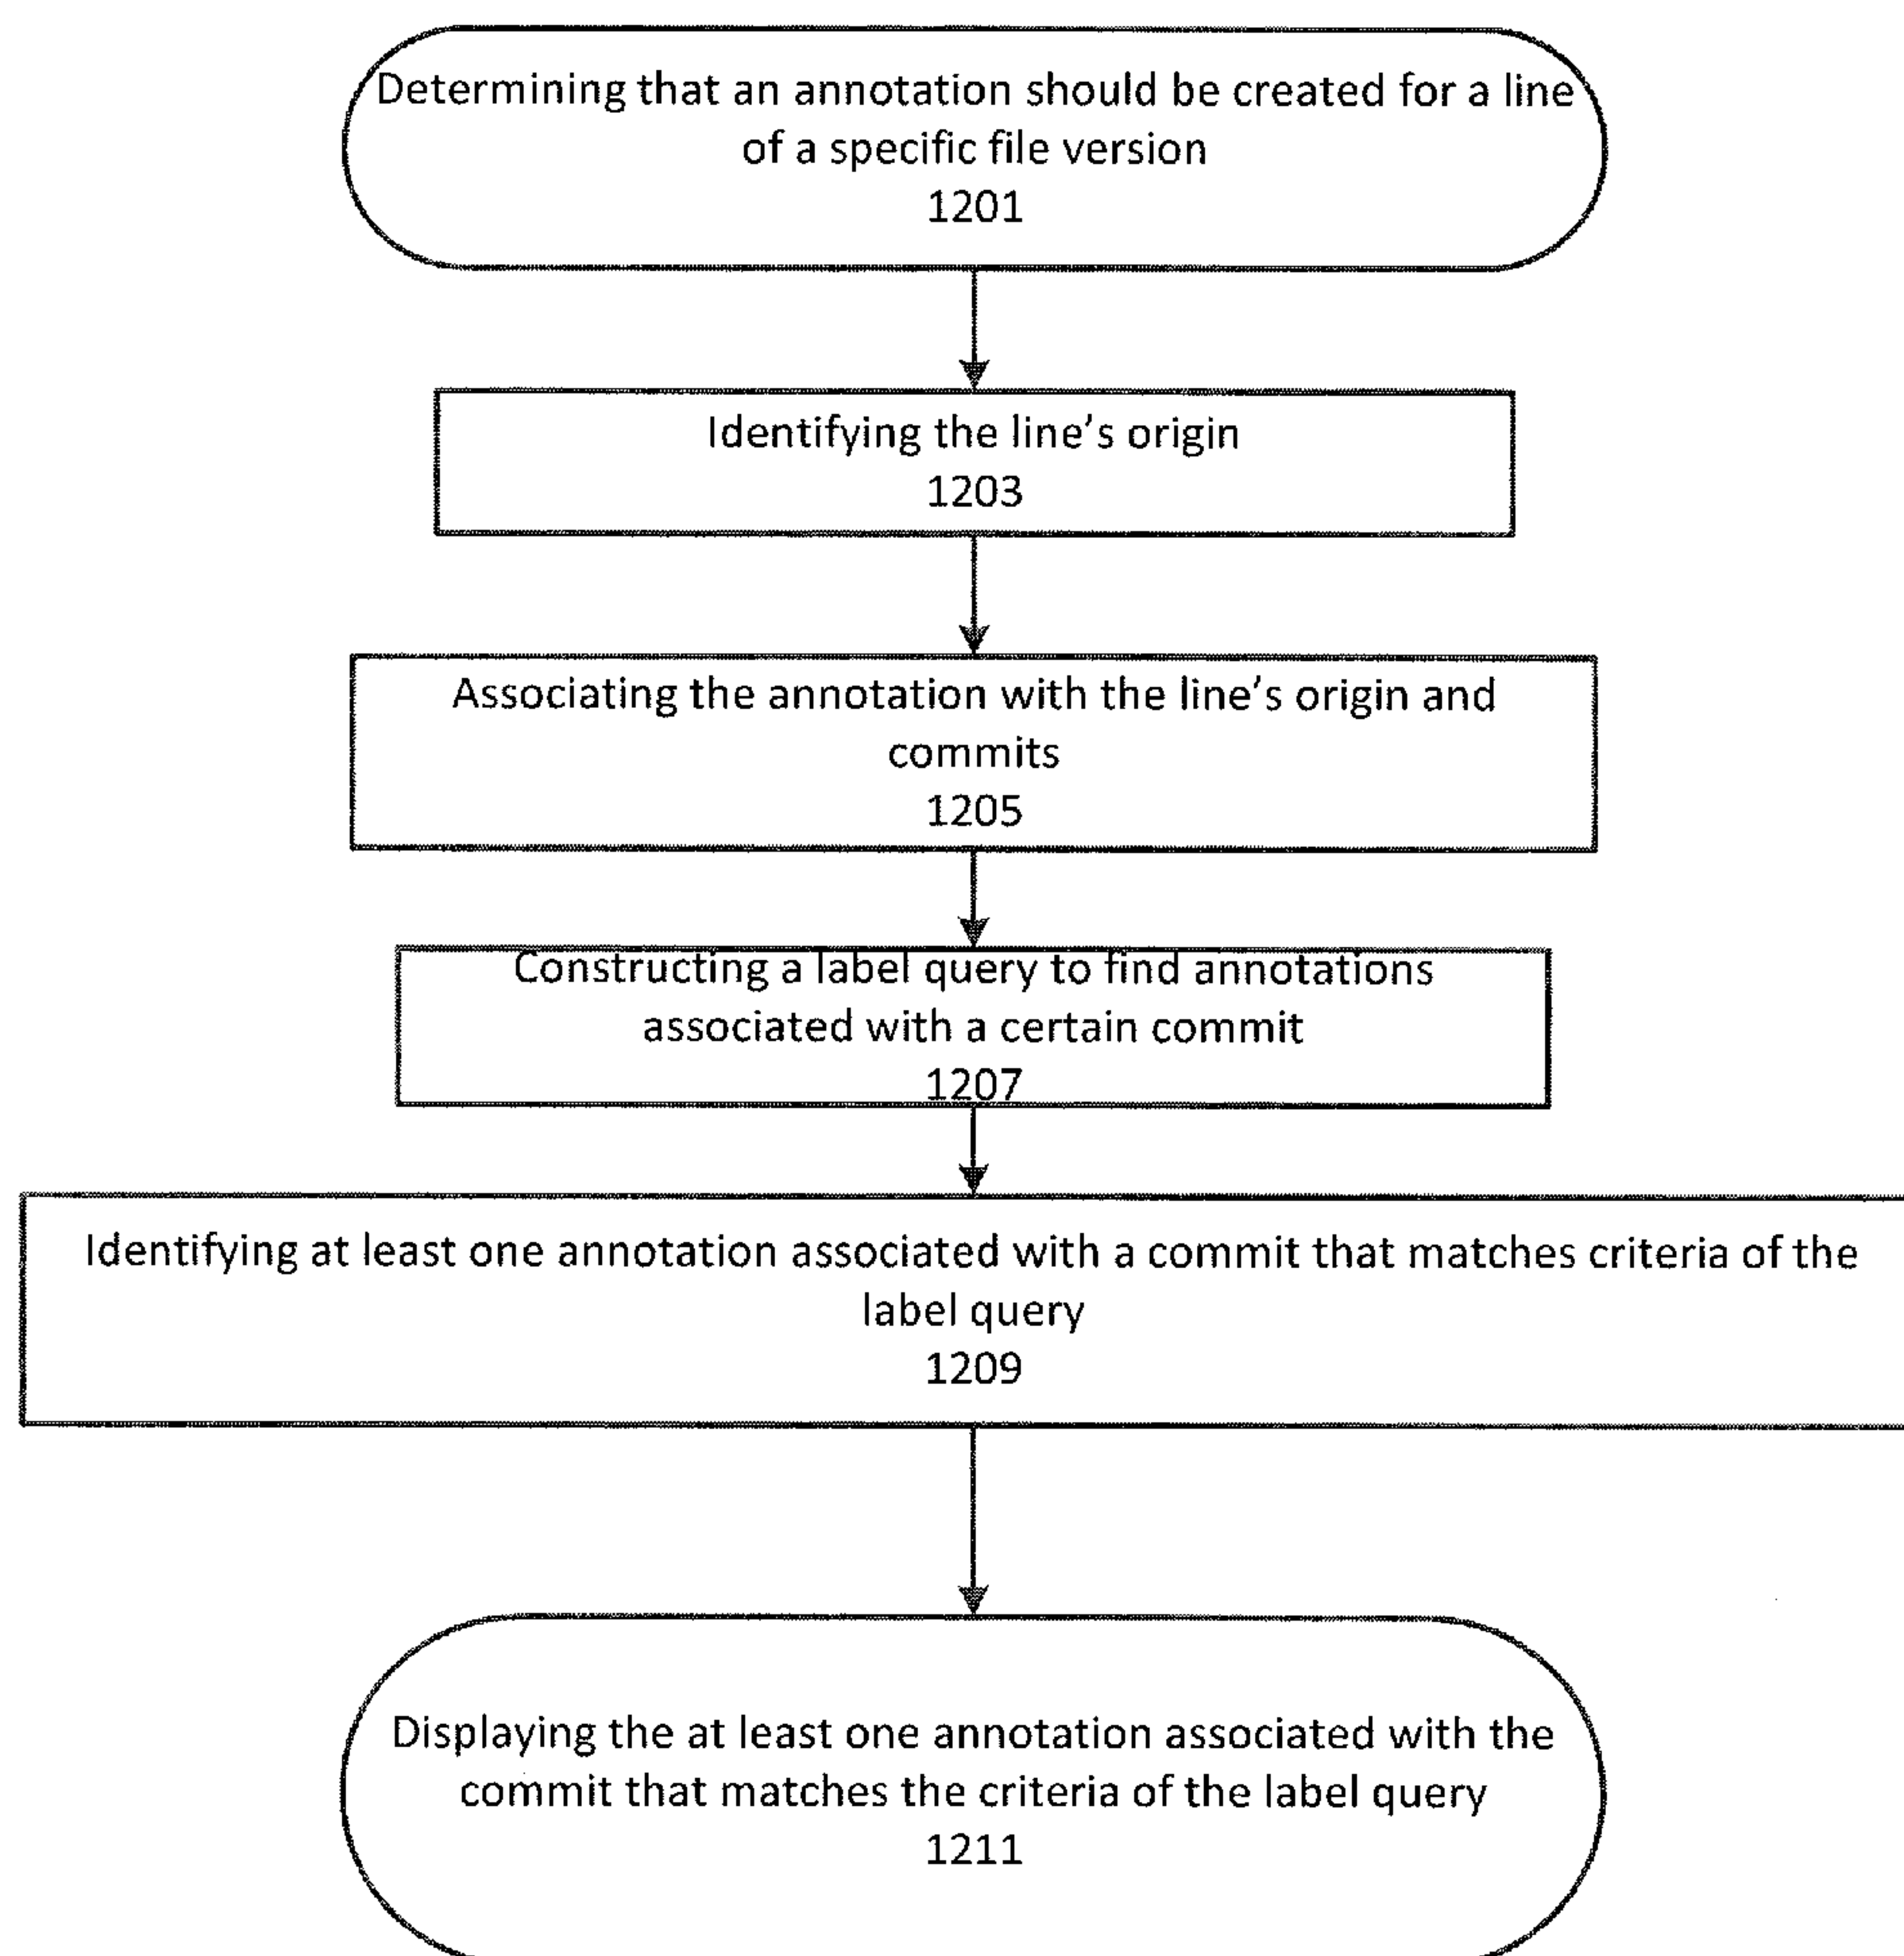 Determining that an annotation should be created for a line
of a specific file version
1201
Identifying the line's origin
1203
Associating the annotation with the line's origin and
commits
1205
Constructing a label query to find annotations
associated with a certain commit
1207
Identifying at least one annotation associated with a commit that matches criteria of the
label query
1209
Displaying the at least one annotation associated with the
commit that matches the criteria of the label query
1211